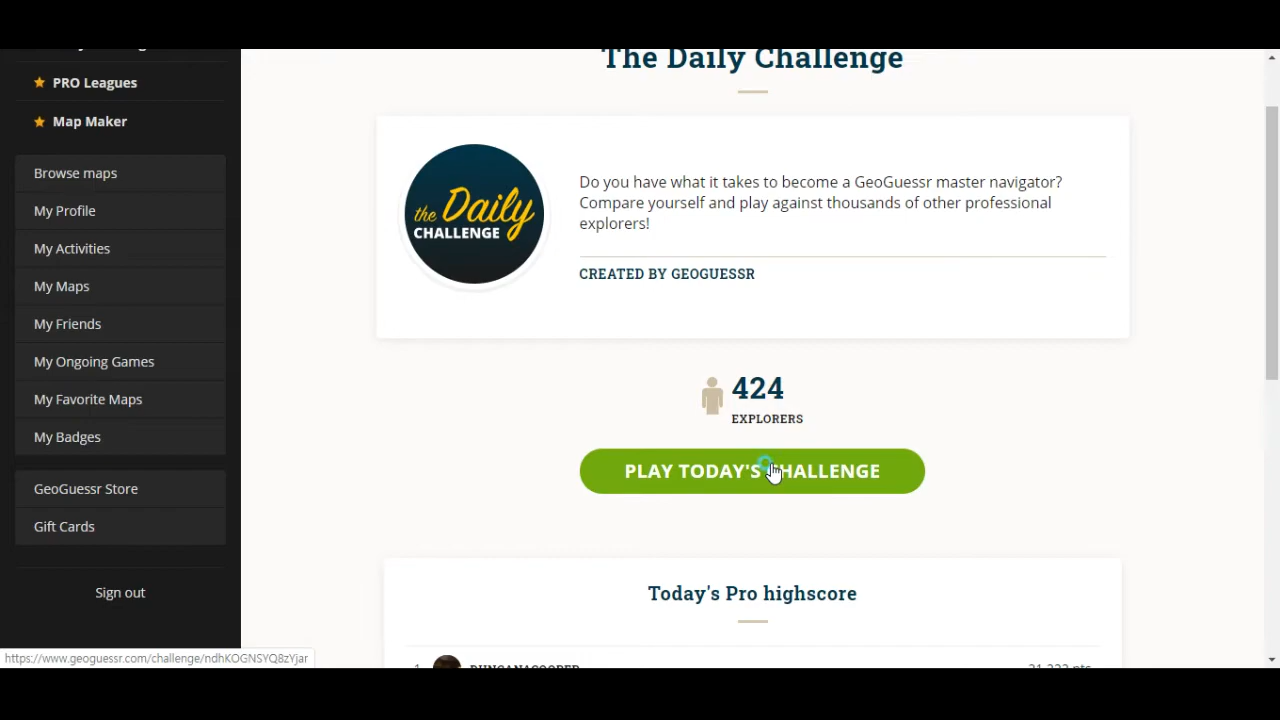 The Daily Challenge
PRO Leagues
Map Maker
Browse maps
My Profile
My Activities
My Maps
My Friends
My Ongoing Games
My Favorite Maps
My Badges
GeoGuessr Store
Gift Cards
Sign out
the Daily
CHALLENGE
Do you have what it takes to become a GeoGuessr master navigator?
Compare yourself and play against thousands of other professional
explorers!
CREATED BY GEOGUESSR
424
EXPLORERS
PLAY TODAY'S CHALLENGE
Today's Pro highscore
1 DUNCANACOOPER
https://www.geoguessr.com/challenge/ndhKOGNSYQ8zYjar